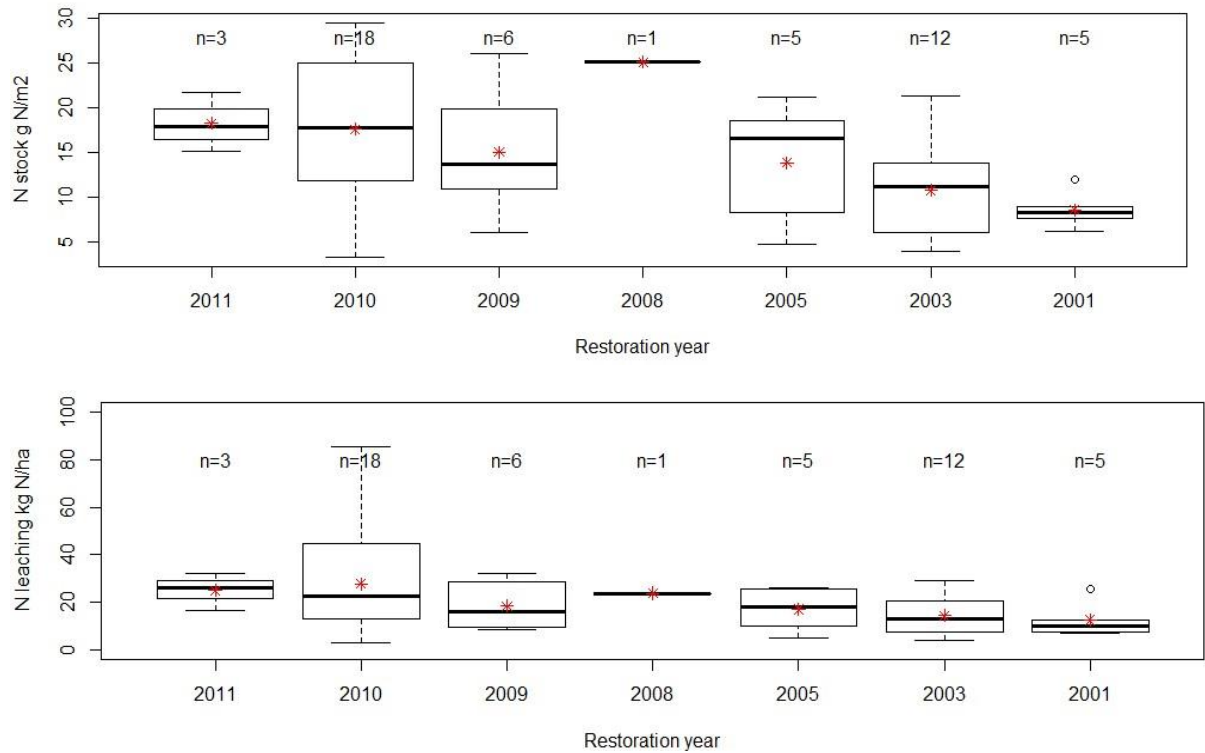 N stock g N/m2
30
25
20
15
10
5
n=3 n=18 n=6 n=1 n=5 n=12 n=5
2011 2010 2009 2008 2005 2003 2001
Restoration year
N leaching kg N/ha
100
80
60
40
20
0
n=3 n=18 n=6 n=1 n=5 n=12 n=5
2011 2010 2009 2008 2005 2003 2001
Restoration year